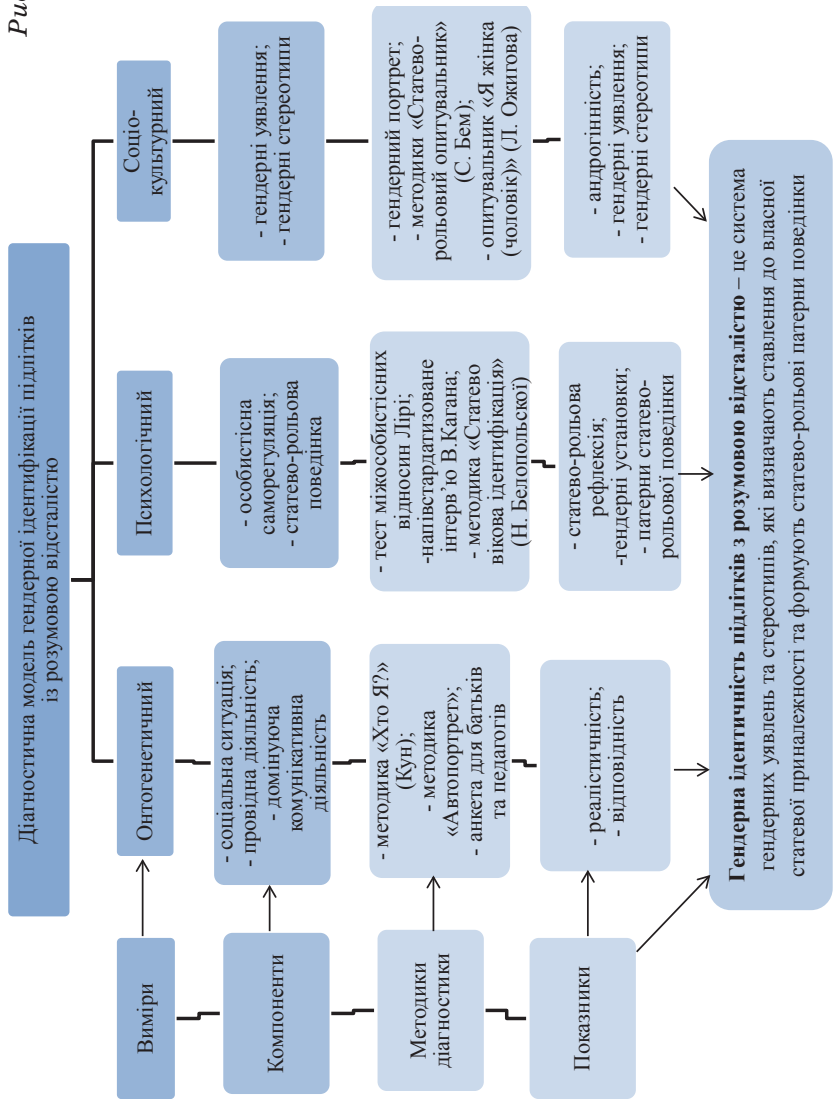 Рис
Діагностична модель гендерної ідентифікації підлітків
із розумовою відсталістю
Виміри
Онтогенетичний
Психологічний
Соціо-
культурний
Компоненти
- соціальна ситуація;
- провідна діяльність;
- домінуюча
комунікативна
діяльність
- особистісна
саморегуляція;
- статево-рольова
поведінка
- гендерні уявлення;
- гендерні стереотипи
Методики
діагностики
- методика «Хто Я?»
(Кун);
- методика
«Автопортрет»;
- анкета для батьків
та педагогів
- тест міжособистісних
відносин Лірі;
-напівстардатизоване
інтерв’ю В.Кагана;
- методика «Статево
вікова ідентифікація»
(Н. Белопольскої)
- гендерний портрет;
- методики «Статево-
рольовий опитувальник»
(С. Бем);
- опитувальник «Я жінка
(чоловік)» (Л. Ожигова)
Показники
- реалістичність;
- відповідність
- статево-рольова
рефлексія;
-гендерні установки;
- патерни статево-
рольової поведінки
- андрогінність;
- гендерні уявлення;
- гендерні стереотипи
Гендерна ідентичність підлітків з розумовою відсталістю – це система
гендерних уявлень та стереотипів, які визначають ставлення до власної
статевої приналежності та формують статево-рольові патерни поведінки